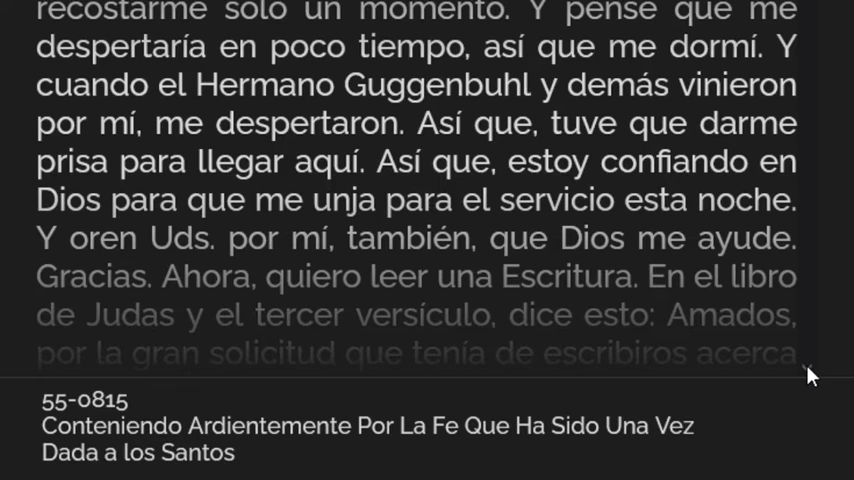 recostarme solo un momento. Y pensé que me
despertaría en poco tiempo, así que me dormí. Y
cuando el Hermano Guggenbuhl y demás vinieron
por mí, me despertaron. Así que, tuve que darme
prisa para llegar aquí. Así que, estoy confiando en
Dios para que me unja para el servicio esta noche.
Y oren Uds. por mí, también, que Dios me ayude.
Gracias. Ahora, quiero leer una Escritura. En el libro
de Judas y el tercer versículo, dice esto: Amados,
por la gran solicitud que tenía de escribiros acerca
55-0815
Conteniendo Ardientemente Por La Fe Que Ha Sido Una Vez
Dada a los Santos